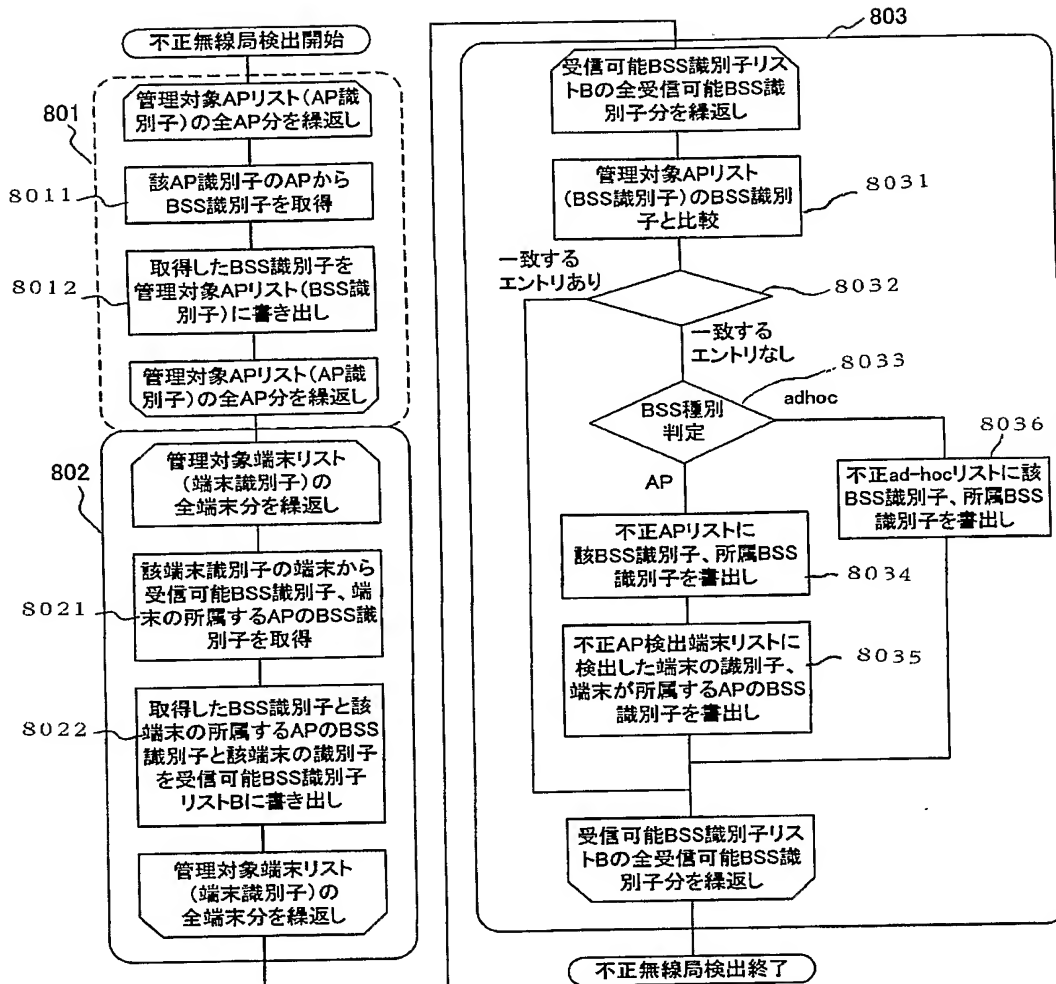 不正無線局検出開始
801
管理対象APリスト(AP識
別子)の全AP分を繰返し
8011
該AP識別子のAPから
BSS識別子を取得
8012
取得したBSS識別子を
管理対象APリスト(BSS識
別子)に書き出し
管理対象APリスト(AP識
別子)の全AP分を繰返し
802
管理対象端末リスト
(端末識別子)の
全端末分を繰返し
8021
該端末識別子の端末から
受信可能BSS識別子、端
末の所属するAPのBSS識
別子を取得
8022
取得したBSS識別子と該
端末の所属するAPのBSS
識別子と該端末の識別子
を受信可能BSS識別子
リストBに書き出し
管理対象端末リスト
(端末識別子)の
全端末分を繰返し
803
受信可能BSS識別子リス
トBの全受信可能BSS識
別子分を繰返し
管理対象APリスト
(BSS識別子)のBSS識別
子と比較
8031
一致する
エントリあり
8032
一致する
エントリなし
8033
BSS種別
判定
adhoc
AP
8036
不正ad-hocリストに該
BSS識別子、所属BSS
識別子を書出し
不正APリストに
該BSS識別子、所属BSS
識別子を書出し
8034
不正AP検出端末リストに
検出した端末の識別子、
端末が所属するAPのBSS
識別子を書出し
8035
受信可能BSS識別子リス
トBの全受信可能BSS識
別子分を繰返し
不正無線局検出終了